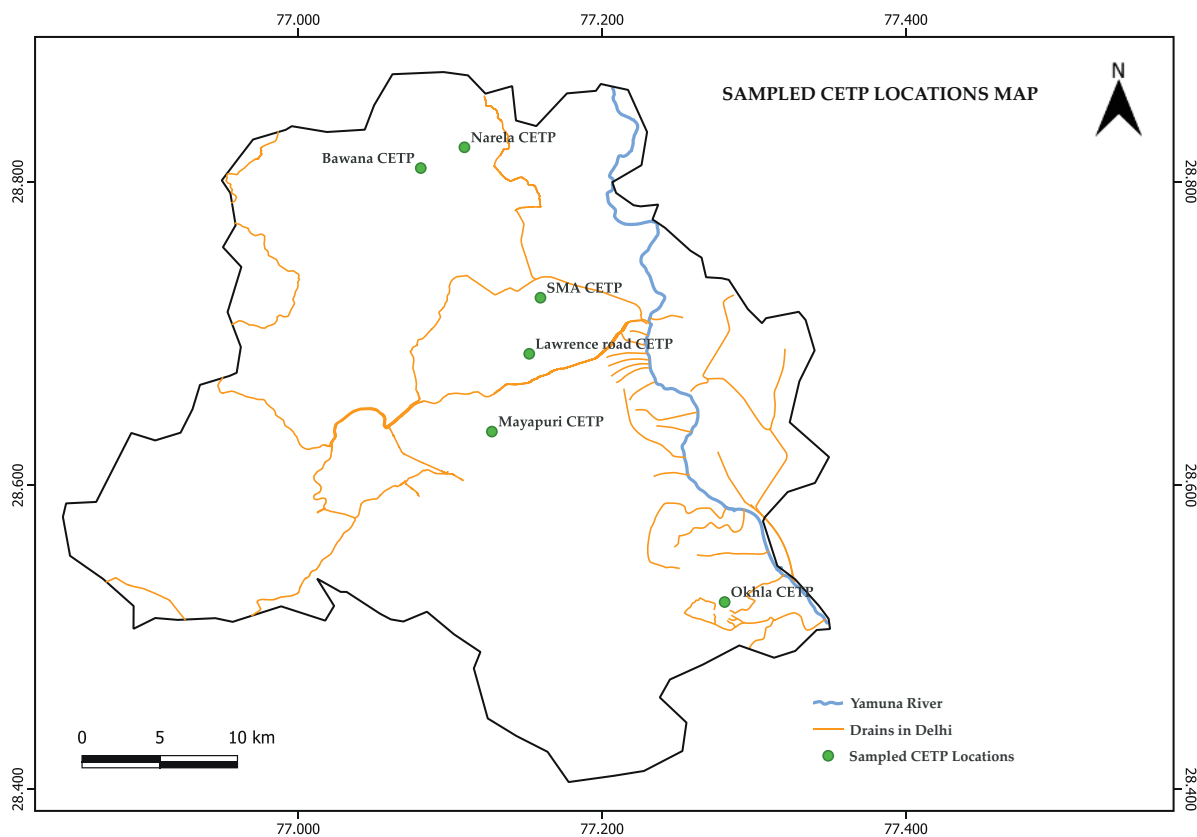 77.000 77.200 77.400
N
SAMPLED CETP LOCATIONS MAP
Narela CETP
Bawana CETP
28.800 28.800
SMA CETP
Lawrence road CETP
Mayapuri CETP
28.600 28.600
Okhla CETP
Yamuna River
Drains in Delhi
Sampled CETP Locations
0 5 10 km
28.400 28.400
77.000 77.200 77.400